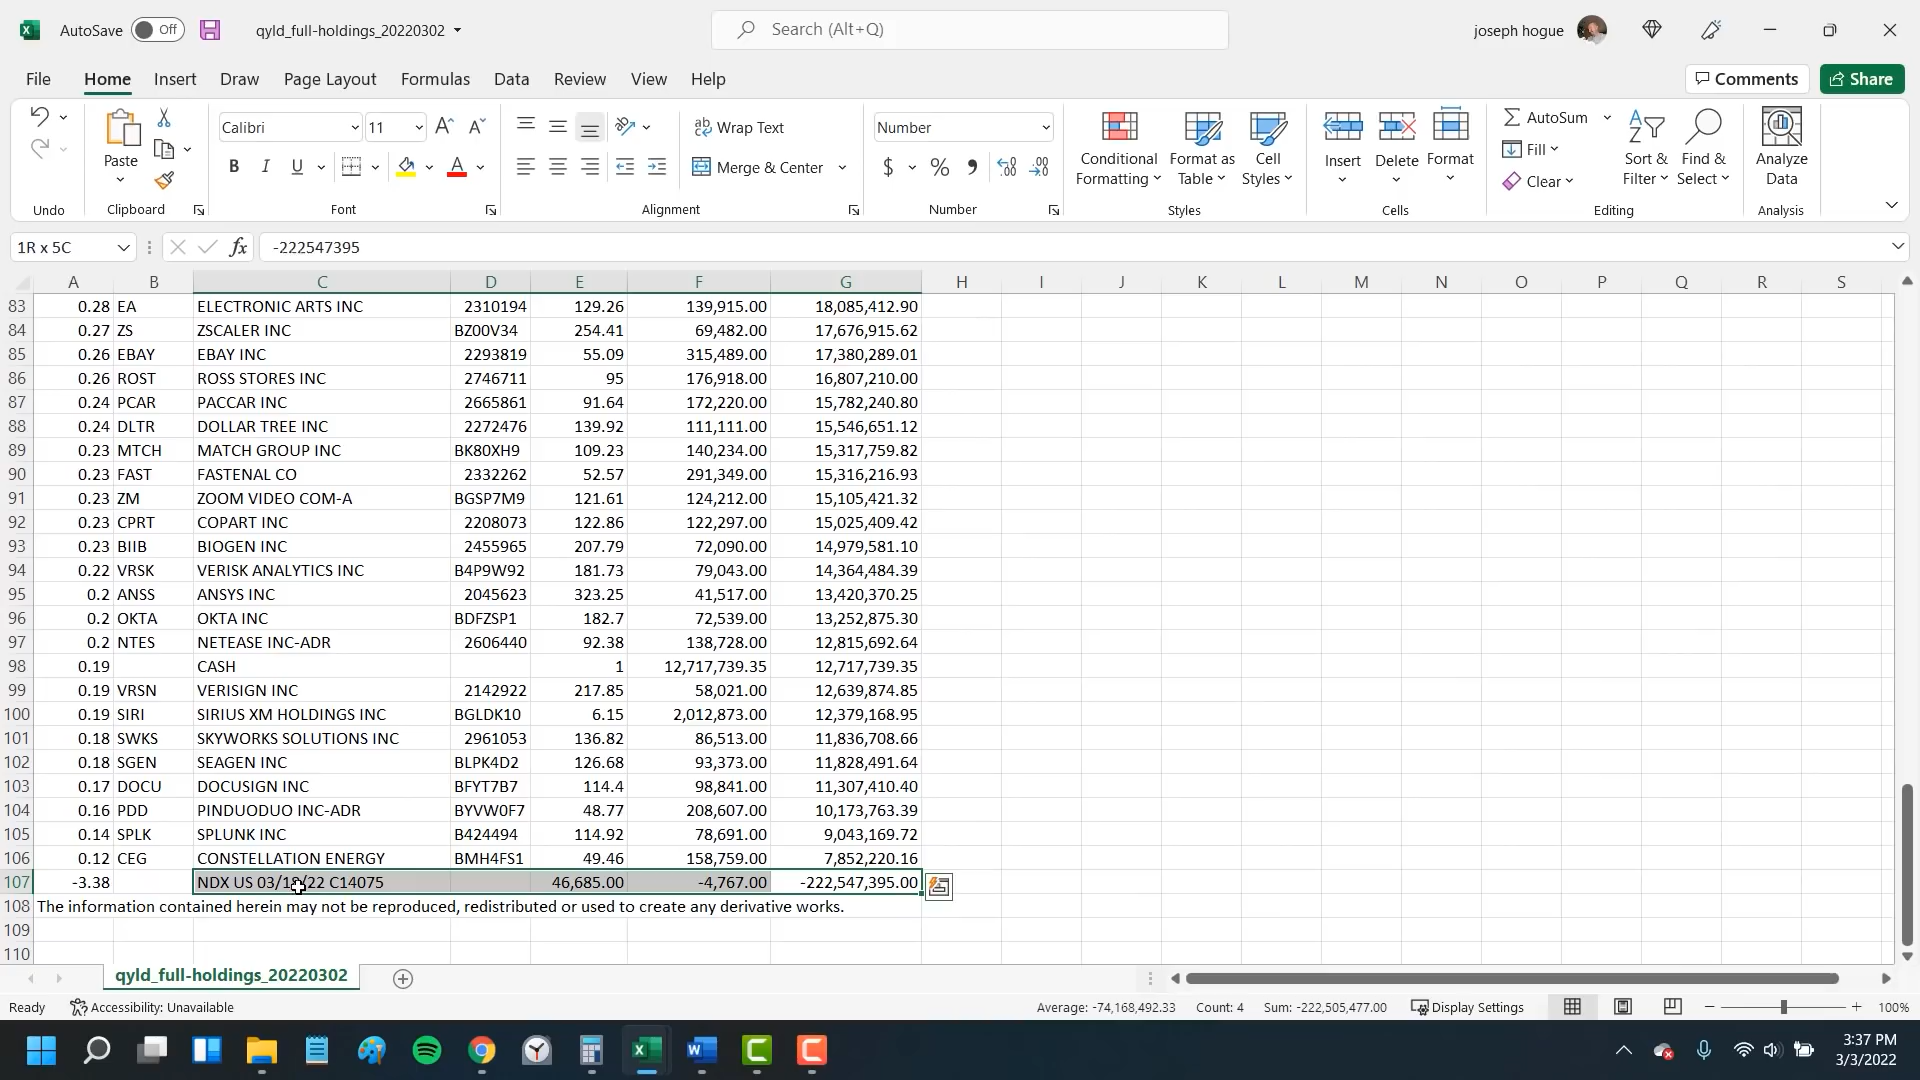 AutoSave Off qyld_full-holdings_20220302 Search (Alt+Q) joseph hogue
File Home Insert Draw Page Layout Formulas Data Review View Help Comments Share
Calibri 11 Wrap Text Number AutoSum
Paste Merge & Center Conditional Formatting Format as Table Cell Styles Insert Delete Format Fill Clear Sort & Filter Find & Select Analyze Data
Undo Clipboard Font Alignment Number Styles Cells Editing Analysis
1R x 5C fx -222547395
A B C D E F G H I J K L M N O P Q R S
83 0.28 EA ELECTRONIC ARTS INC 2310194 129.26 139,915.00 18,085,412.90
84 0.27 ZS ZSCALER INC BZ00V34 254.41 69,482.00 17,676,915.62
85 0.26 EBAY EBAY INC 2293819 55.09 315,489.00 17,380,289.01
86 0.26 ROST ROSS STORES INC 2746711 95 176,918.00 16,807,210.00
87 0.24 PCAR PACCAR INC 2665861 91.64 172,220.00 15,782,240.80
88 0.24 DLTR DOLLAR TREE INC 2272476 139.92 111,111.00 15,546,651.12
89 0.23 MTCH MATCH GROUP INC BK80XH9 109.23 140,234.00 15,317,759.82
90 0.23 FAST FASTENAL CO 2332262 52.57 291,349.00 15,316,216.93
91 0.23 ZM ZOOM VIDEO COM-A BGSP7M9 121.61 124,212.00 15,105,421.32
92 0.23 CPRT COPART INC 2208073 122.86 122,297.00 15,025,409.42
93 0.23 BIIB BIOGEN INC 2455965 207.79 72,090.00 14,979,581.10
94 0.22 VRSK VERISK ANALYTICS INC B4P9W92 181.73 79,043.00 14,364,484.39
95 0.2 ANSS ANSYS INC 2045623 323.25 41,517.00 13,420,370.25
96 0.2 OKTA OKTA INC BDFZSP1 182.7 72,539.00 13,252,875.30
97 0.2 NTES NETEASE INC-ADR 2606440 92.38 138,728.00 12,815,692.64
98 0.19 CASH 1 12,717,739.35 12,717,739.35
99 0.19 VRSN VERISIGN INC 2142922 217.85 58,021.00 12,639,874.85
100 0.19 SIRI SIRIUS XM HOLDINGS INC BGLDK10 6.15 2,012,873.00 12,379,168.95
101 0.18 SWKS SKYWORKS SOLUTIONS INC 2961053 136.82 86,513.00 11,836,708.66
102 0.18 SGEN SEAGEN INC BLPK4D2 126.68 93,373.00 11,828,491.64
103 0.17 DOCU DOCUSIGN INC BFYT7B7 114.4 98,841.00 11,307,410.40
104 0.16 PDD PINDUODUO INC-ADR BYVW0F7 48.77 208,607.00 10,173,763.39
105 0.14 SPLK SPLUNK INC B424494 114.92 78,691.00 9,043,169.72
106 0.12 CEG CONSTELLATION ENERGY BMH4FS1 49.46 158,759.00 7,852,220.16
107 -3.38 NDX US C14075 46,685.00 -4,767.00 -222,547,395.00
108 The information contained herein may not be reproduced, redistributed or used to create any derivative works.
109
110
qyld_full-holdings_20220302
Ready Accessibility: Unavailable Average: -74,168,492.33 Count: 4 Sum: -222,505,477.00 Display Settings 100%
3:37 PM
3/3/2022